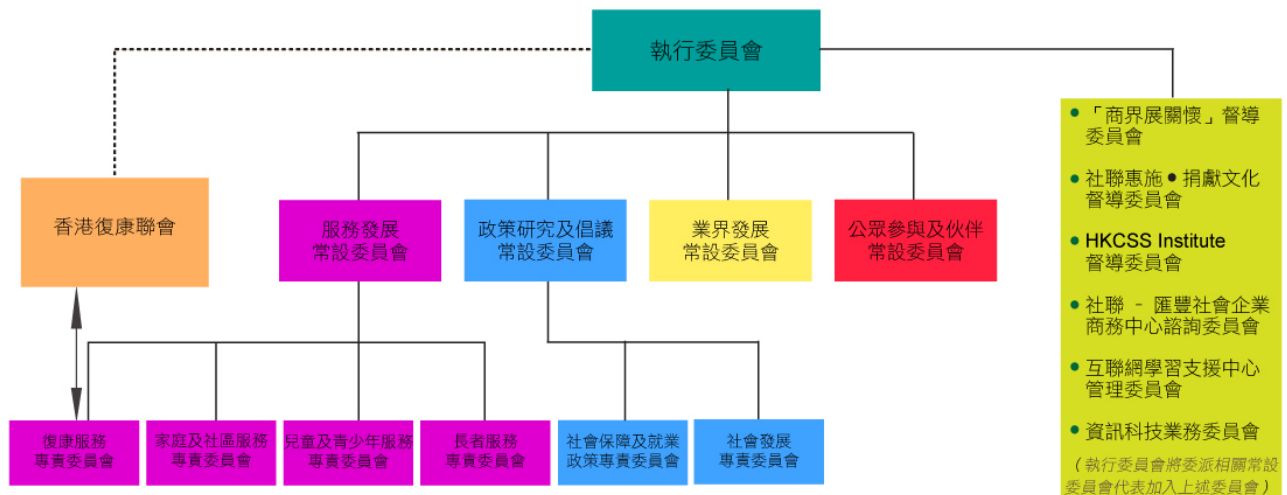 執行委員會
香港復康聯會
服務發展
常設委員會
政策研究及倡議
常設委員會
業界發展
常設委員會
公眾參與及伙伴
常設委員會
復康服務
專責委員會
家庭及社區服務
專責委員會
兒童及青少年服務
專責委員會
長者服務
專責委員會
社會保障及就業
政策專責委員會
社會發展
專責委員會
• 「商界展關懷」督導
委員會
• 社聯惠施 • 捐獻文化
督導委員會
• HKCSS Institute
督導委員會
• 社聯 - 匯豐社會企業
商務中心諮詢委員會
• 互聯網學習支援中心
管理委員會
• 資訊科技業務委員會
（執行委員會將委派相關常設
委員會代表加入上述委員會）